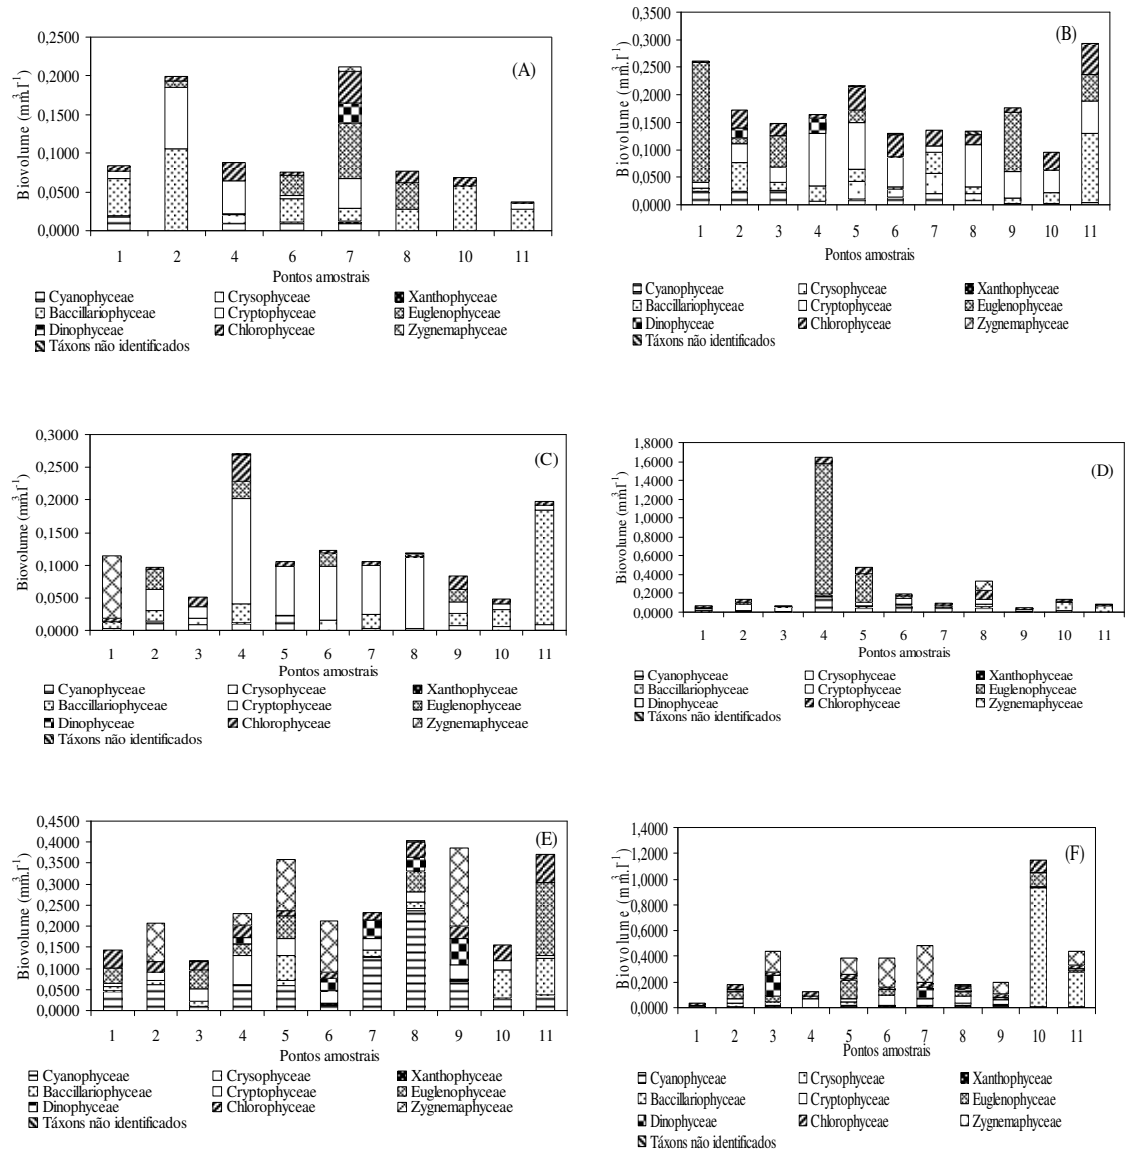 (A)
Biovolume (mm³.l⁻¹)
0,2500
0,2000
0,1500
0,1000
0,0500
0,0000
1 2 4 6 7 8 10 11
Pontos amostrais
Cyanophyceae Crysophyceae Xanthophyceae
Baccillariophyceae Cryptophyceae Euglenophyceae
Dinophyceae Chlorophyceae Zygnemaphyceae
Táxons não identificados
(B)
Biovolume (mm³.l⁻¹)
0,3500
0,3000
0,2500
0,2000
0,1500
0,1000
0,0500
0,0000
1 2 3 4 5 6 7 8 9 10 11
Pontos amostrais
Cyanophyceae Crysophyceae Xanthophyceae
Baccillariophyceae Cryptophyceae Euglenophyceae
Dinophyceae Chlorophyceae Zygnemaphyceae
Táxons não identificados
(C)
Biovolume (mm³.l⁻¹)
0,3000
0,2500
0,2000
0,1500
0,1000
0,0500
0,0000
1 2 3 4 5 6 7 8 9 10 11
Pontos amostrais
Cyanophyceae Crysophyceae Xanthophyceae
Baccillariophyceae Cryptophyceae Euglenophyceae
Dinophyceae Chlorophyceae Zygnemaphyceae
Táxons não identificados
(D)
Biovolume (mm³.l⁻¹)
1,8000
1,6000
1,4000
1,2000
1,0000
0,8000
0,6000
0,4000
0,2000
0,0000
1 2 3 4 5 6 7 8 9 10 11
Pontos amostrais
Cyanophyceae Crysophyceae Xanthophyceae
Baccillariophyceae Cryptophyceae Euglenophyceae
Dinophyceae Chlorophyceae Zygnemaphyceae
Táxons não identificados
(E)
Biovolume (mm³.l⁻¹)
0,4500
0,4000
0,3500
0,3000
0,2500
0,2000
0,1500
0,1000
0,0500
0,0000
1 2 3 4 5 6 7 8 9 10 11
Pontos amostrais
Cyanophyceae Crysophyceae Xanthophyceae
Baccillariophyceae Cryptophyceae Euglenophyceae
Dinophyceae Chlorophyceae Zygnemaphyceae
Táxons não identificados
(F)
Biovolume (mm³.l⁻¹)
1,4000
1,2000
1,0000
0,8000
0,6000
0,4000
0,2000
0,0000
1 2 3 4 5 6 7 8 9 10 11
Pontos amostrais
Cyanophyceae Crysophyceae Xanthophyceae
Baccillariophyceae Cryptophyceae Euglenophyceae
Dinophyceae Chlorophyceae Zygnemaphyceae
Táxons não identificados